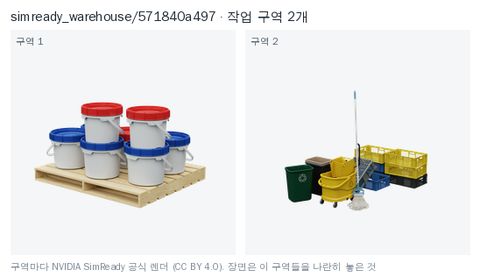 simready_warehouse/571840a497 · 작업 구역 2개
구역 1
구역 2
구역마다 NVIDIA SimReady 공식 렌더 (CC BY 4.0). 장면은 이 구역들을 나란히 놓은 것